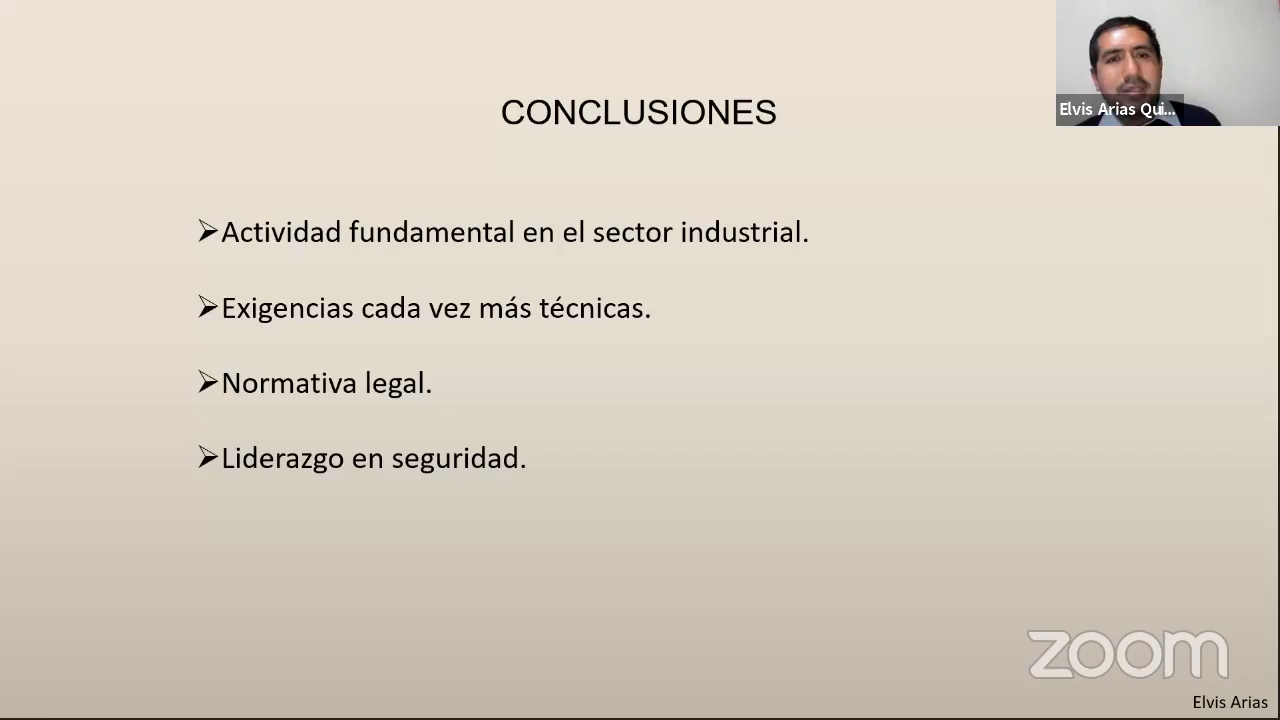 Elvis Arias Qui...
CONCLUSIONES
➢Actividad fundamental en el sector industrial.
➢Exigencias cada vez más técnicas.
➢Normativa legal.
➢Liderazgo en seguridad.
zoom
Elvis Arias